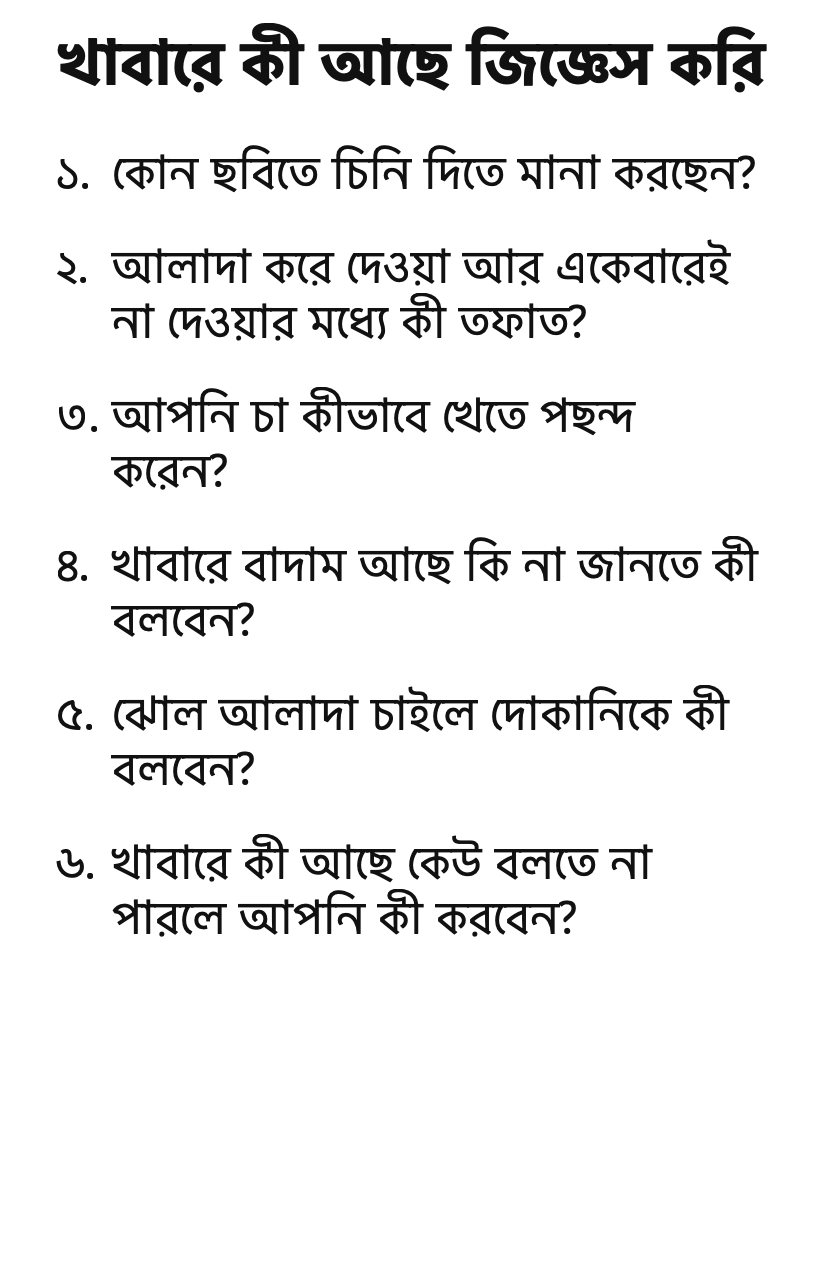 খাবারে কী আছে জিজ্ঞেস করি
১. কোন ছবিতে চিনি দিতে মানা করছেন?
২. আলাদা করে দেওয়া আর একেবারেই
না দেওয়ার মধ্যে কী তফাত?
৩. আপনি চা কীভাবে খেতে পছন্দ
করেন?
৪. খাবারে বাদাম আছে কি না জানতে কী
বলবেন?
৫. ঝোল আলাদা চাইলে দোকানিকে কী
বলবেন?
৬. খাবারে কী আছে কেউ বলতে না
পারলে আপনি কী করবেন?